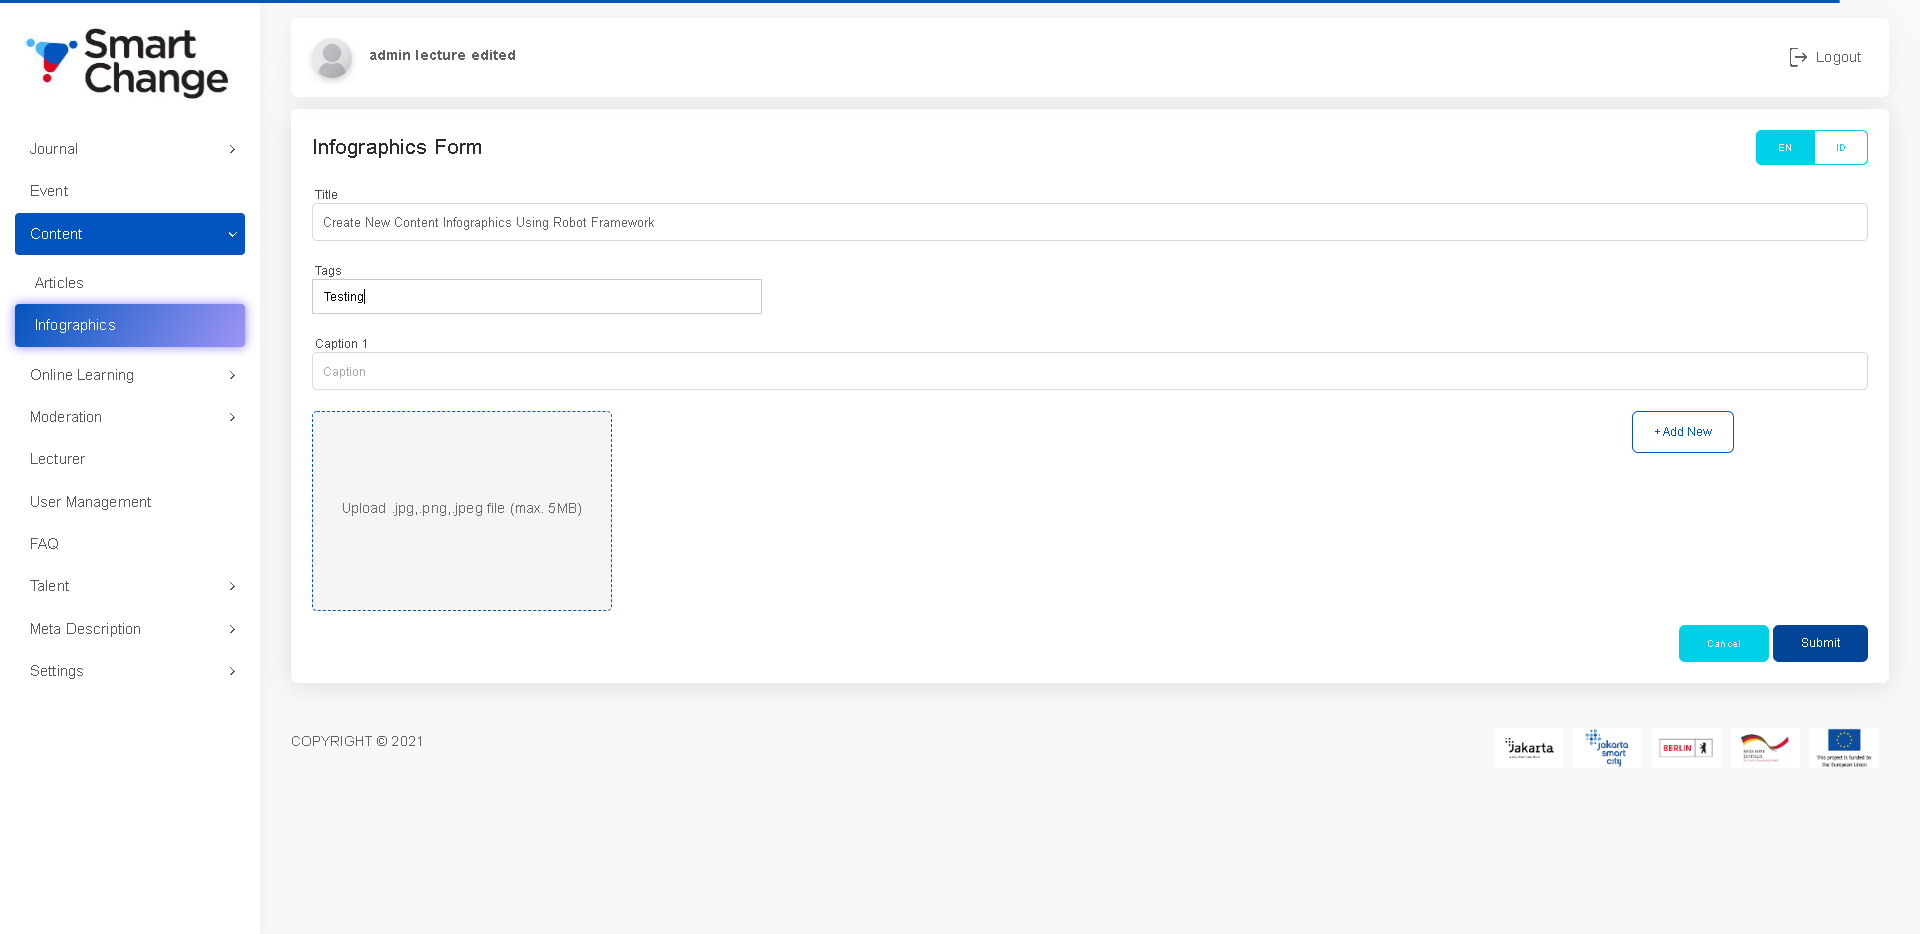 Smart
Change
admin lecture edited
Logout
Journal
Event
Content
Articles
Infographics
Online Learning
Moderation
Lecturer
User Management
FAQ
Talent
Meta Description
Settings
Infographics Form
EN
ID
Title
Create New Content Infographics Using Robot Framework
Tags
Testing
Caption 1
Caption
Upload .jpg,.png,.jpeg file (max. 5MB)
+ Add New
Cancel
Submit
COPYRIGHT © 2021
Jakarta
jakarta
smart
city
BERLIN
This project is funded by
the European Union